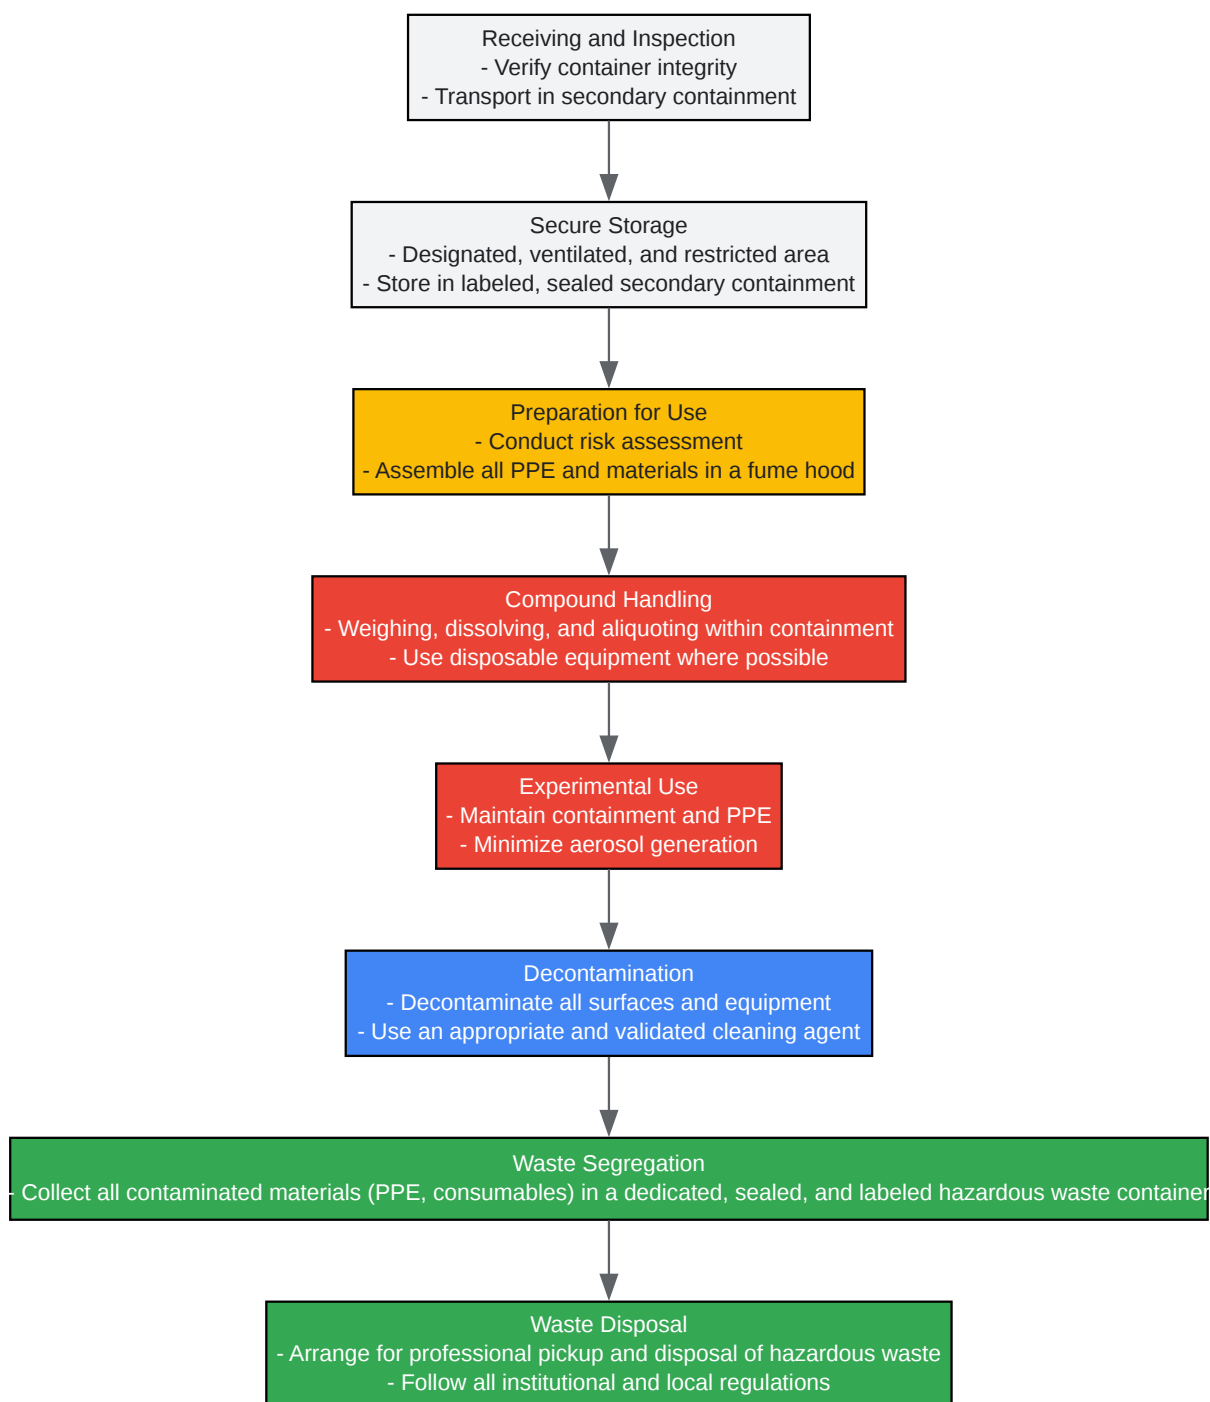 Receiving and Inspection
- Verify container integrity
- Transport in secondary containment
Secure Storage
- Designated, ventilated, and restricted area
- Store in labeled, sealed secondary containment
Preparation for Use
- Conduct risk assessment
- Assemble all PPE and materials in a fume hood
Compound Handling
- Weighing, dissolving, and aliquoting within containment
- Use disposable equipment where possible
Experimental Use
- Maintain containment and PPE
- Minimize aerosol generation
Decontamination
- Decontaminate all surfaces and equipment
- Use an appropriate and validated cleaning agent
Waste Segregation
- Collect all contaminated materials (PPE, consumables) in a dedicated, sealed, and labeled hazardous waste container
Waste Disposal
- Arrange for professional pickup and disposal of hazardous waste
- Follow all institutional and local regulations